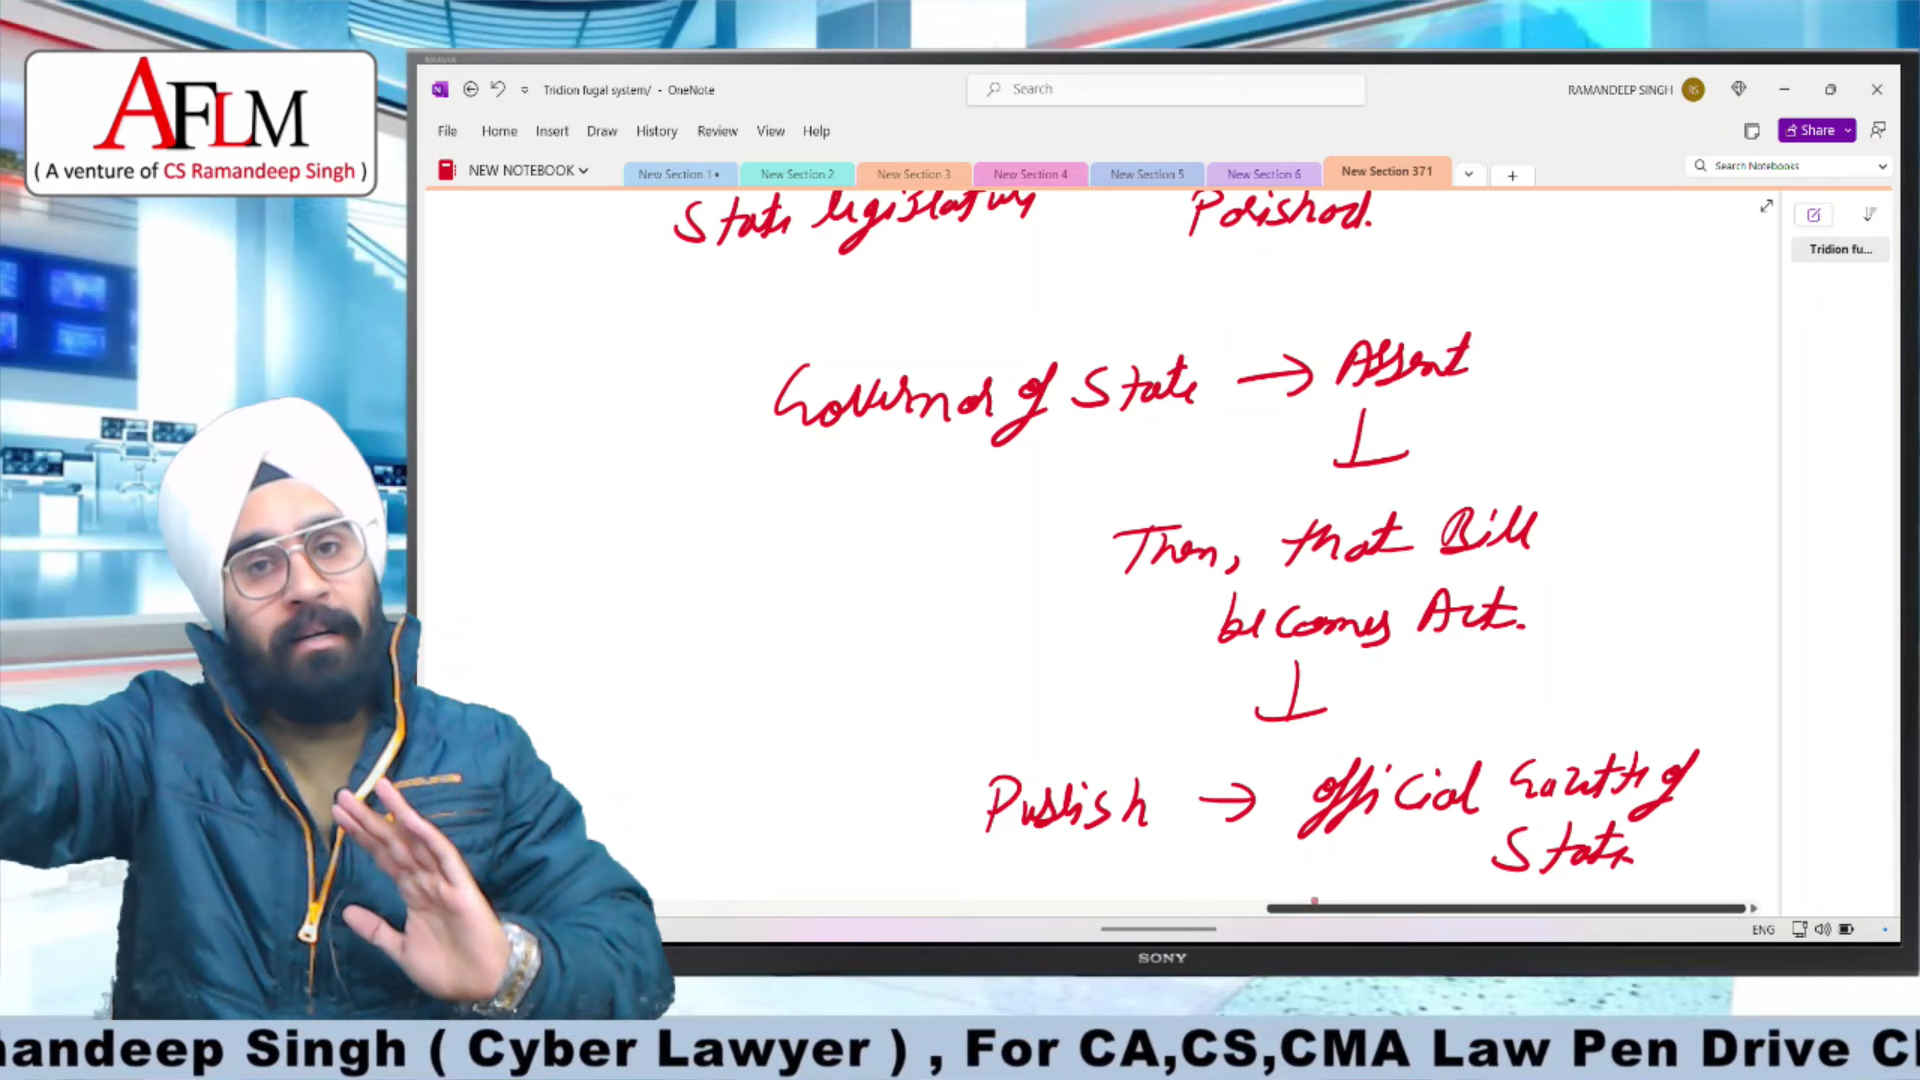 AFLM
( A venture of CS Ramandeep Singh )
Tridion fugal system/ - OneNote
Search
RAMANDEEP SINGH
RS
File Home Insert Draw History Review View Help
Share
NEW NOTEBOOK
New Section 1
New Section 2
New Section 3
New Section 4
New Section 5
New Section 6
New Section 371
+
Search Notebooks
Tridion fu...
State legislature
Polished.
Governor of State → Assent
Then, that Bill
becomes Act.
Publish → official Gazette of
State
ENG
SONY
andeep Singh ( Cyber Lawyer ) , For CA,CS,CMA Law Pen Drive Cl